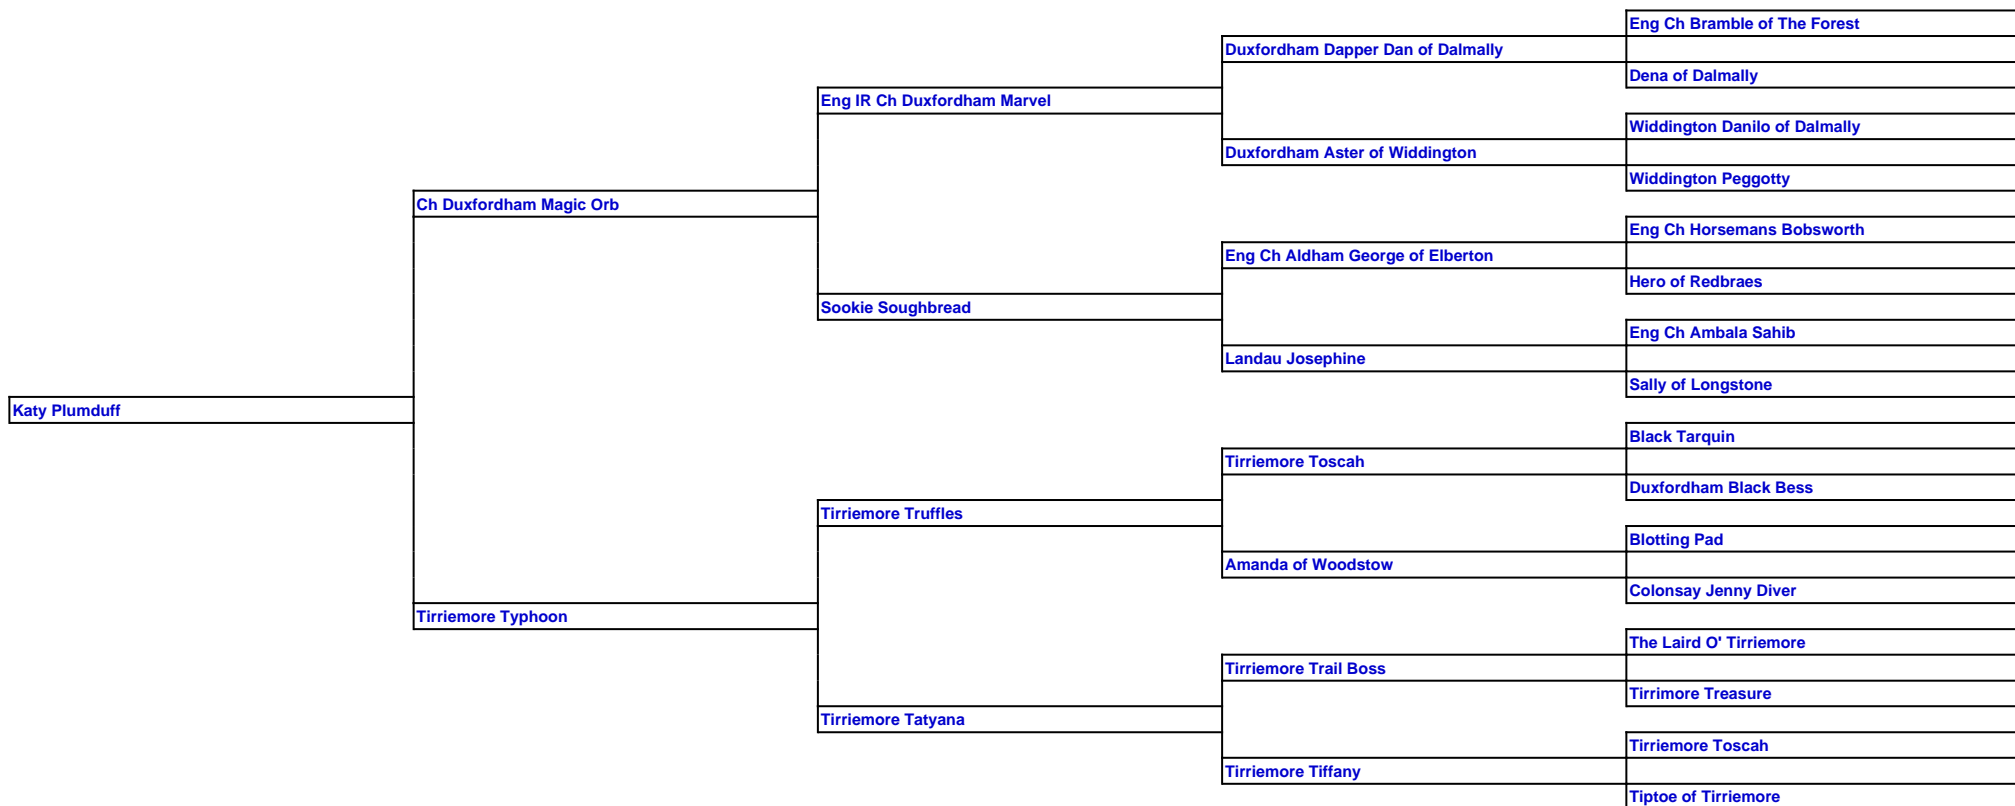 Eng Ch Bramble of The Forest
Duxfordham Dapper Dan of Dalmally
Dena of Dalmally
Eng IR Ch Duxfordham Marvel
Widdington Danilo of Dalmally
Duxfordham Aster of Widdington
Widdington Peggotty
Ch Duxfordham Magic Orb
Eng Ch Horsemans Bobsworth
Eng Ch Aldham George of Elberton
Hero of Redbraes
Sookie Soughbread
Eng Ch Ambala Sahib
Landau Josephine
Sally of Longstone
Katy Plumduff
Black Tarquin
Tirriemore Toscah
Duxfordham Black Bess
Tirriemore Truffles
Blotting Pad
Amanda of Woodstow
Colonsay Jenny Diver
Tirriemore Typhoon
The Laird O' Tirriemore
Tirriemore Trail Boss
Tirrimore Treasure
Tirriemore Tatyana
Tirriemore Toscah
Tirriemore Tiffany
Tiptoe of Tirriemore